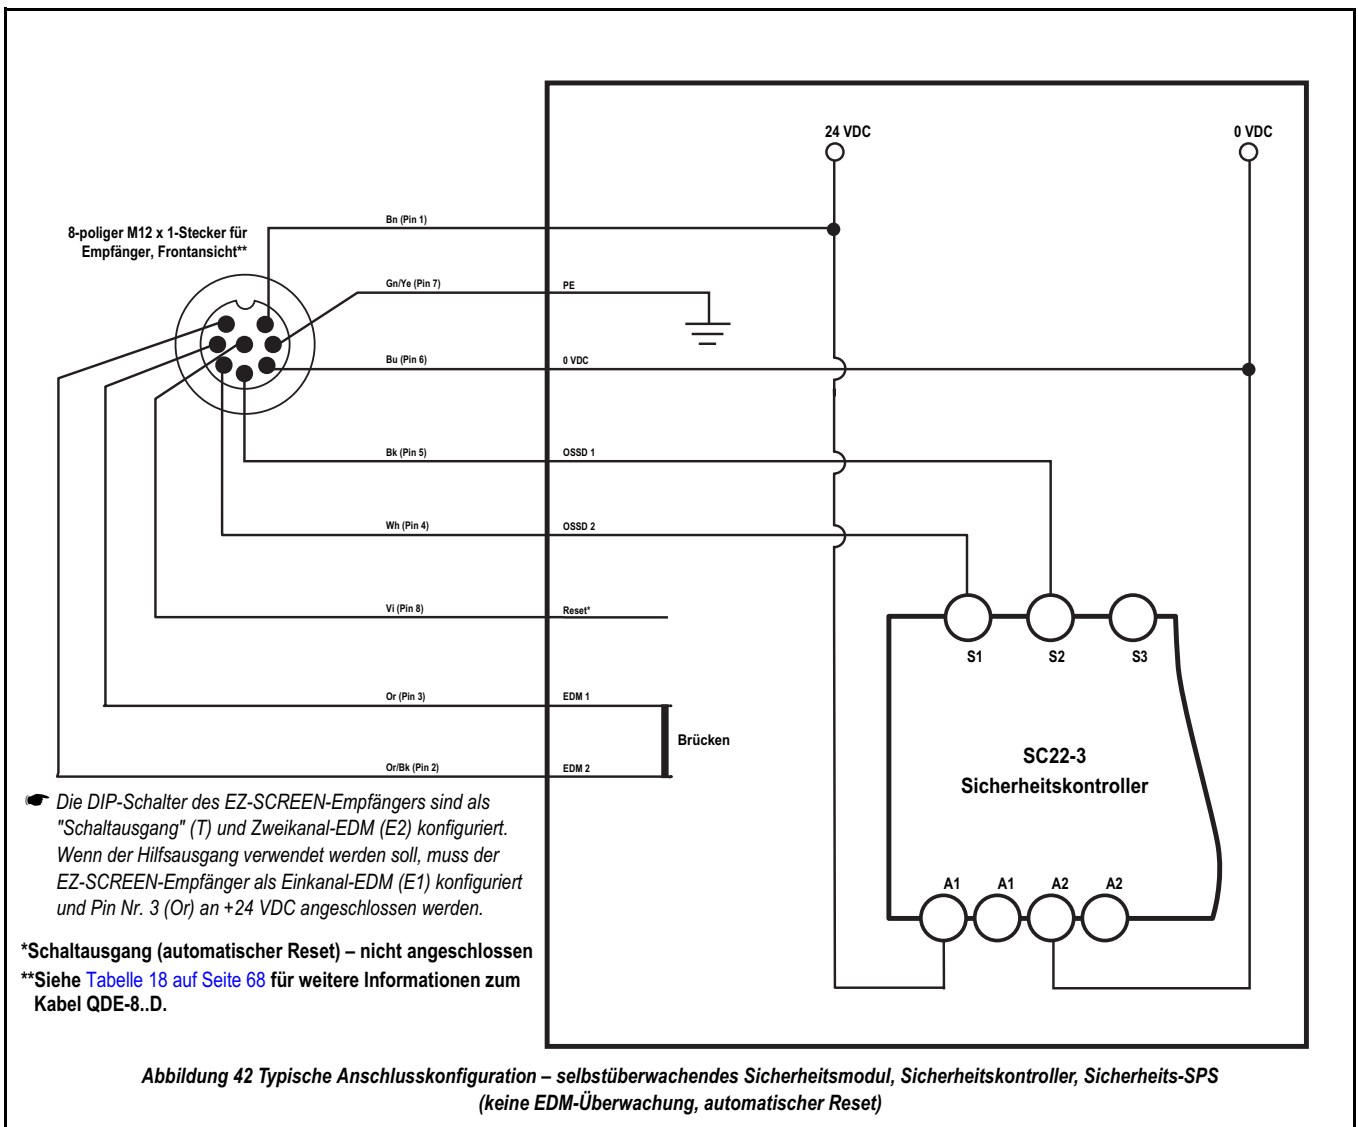 24 VDC
0 VDC
8-poliger M12 x 1-Stecker für
Empfänger, Frontansicht**
Bn (Pin 1)
Gn/Ye (Pin 7)
PE
Bu (Pin 6)
0 VDC
Bk (Pin 5)
OSSD 1
Wh (Pin 4)
OSSD 2
Vi (Pin 8)
Reset*
S1
S2
S3
Or (Pin 3)
EDM 1
Brücken
Or/Bk (Pin 2)
EDM 2
SC22-3
Sicherheitskontroller
A1
A1
A2
A2
Die DIP-Schalter des EZ-SCREEN-Empfängers sind als
"Schaltausgang" (T) und Zweikanal-EDM (E2) konfiguriert.
Wenn der Hilfsausgang verwendet werden soll, muss der
EZ-SCREEN-Empfänger als Einkanal-EDM (E1) konfiguriert
und Pin Nr. 3 (Or) an +24 VDC angeschlossen werden.
*Schaltausgang (automatischer Reset) – nicht angeschlossen
**Siehe Tabelle 18 auf Seite 68 für weitere Informationen zum
Kabel QDE-8..D.
Abbildung 42 Typische Anschlusskonfiguration – selbstüberwachendes Sicherheitsmodul, Sicherheitskontroller, Sicherheits-SPS
(keine EDM-Überwachung, automatischer Reset)